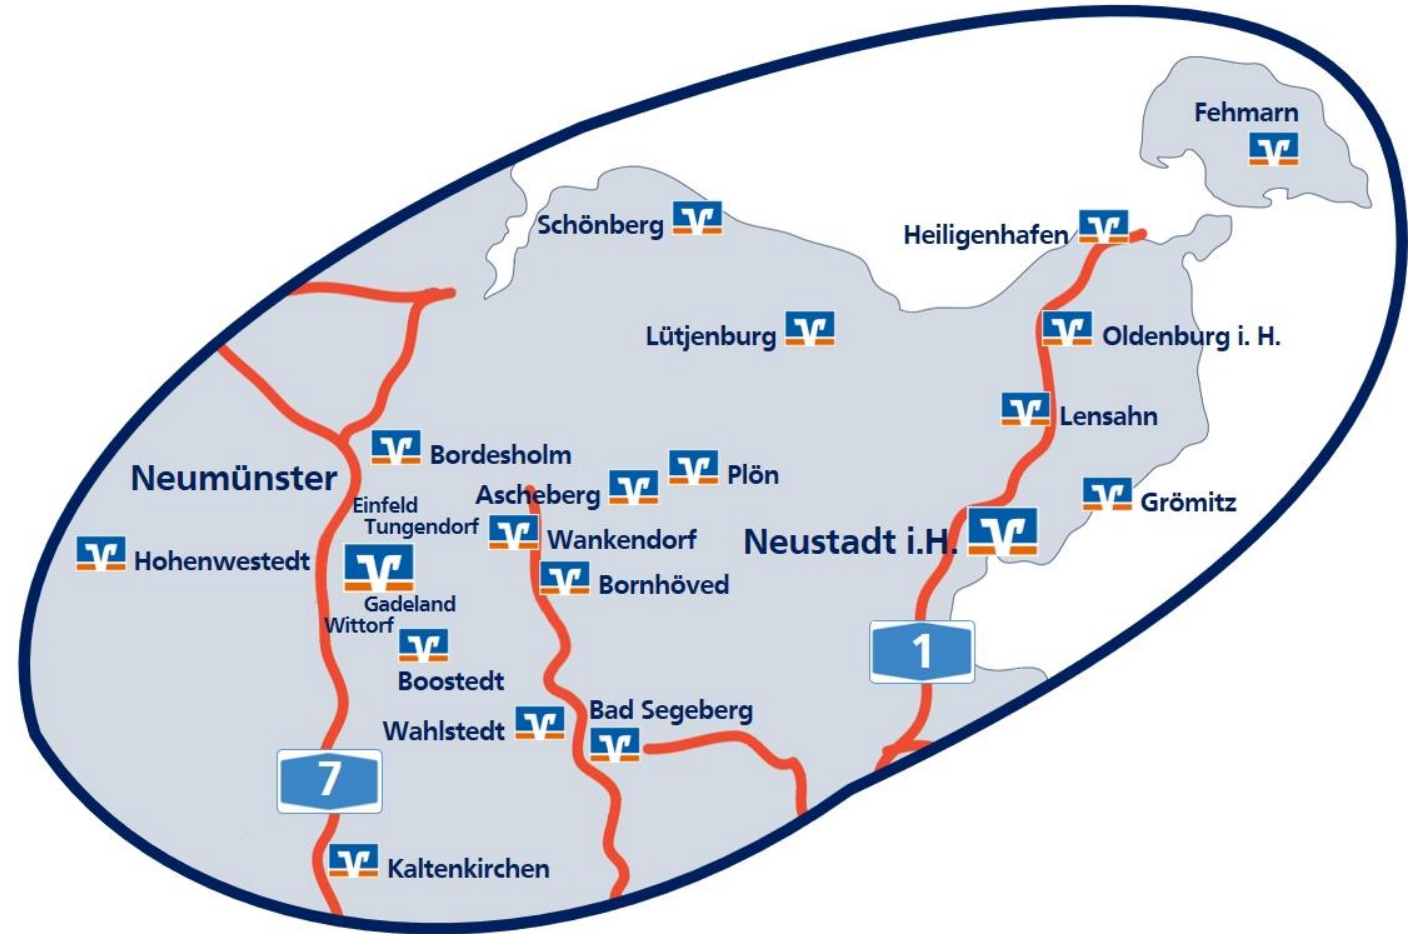 Fehmarn
Schönberg
Heiligenhafen
Lütjenburg
Oldenburg i. H.
Lensahn
Bordesholm
Neumünster
Plön
Ascheberg
Einfeld
Grömitz
Tungendorf
Wankendorf
Neustadt i.H.
Hohenwestedt
Bornhöved
Gadeland
Wittorf
1
Boostedt
Bad Segeberg
Wahlstedt
7
Kaltenkirchen